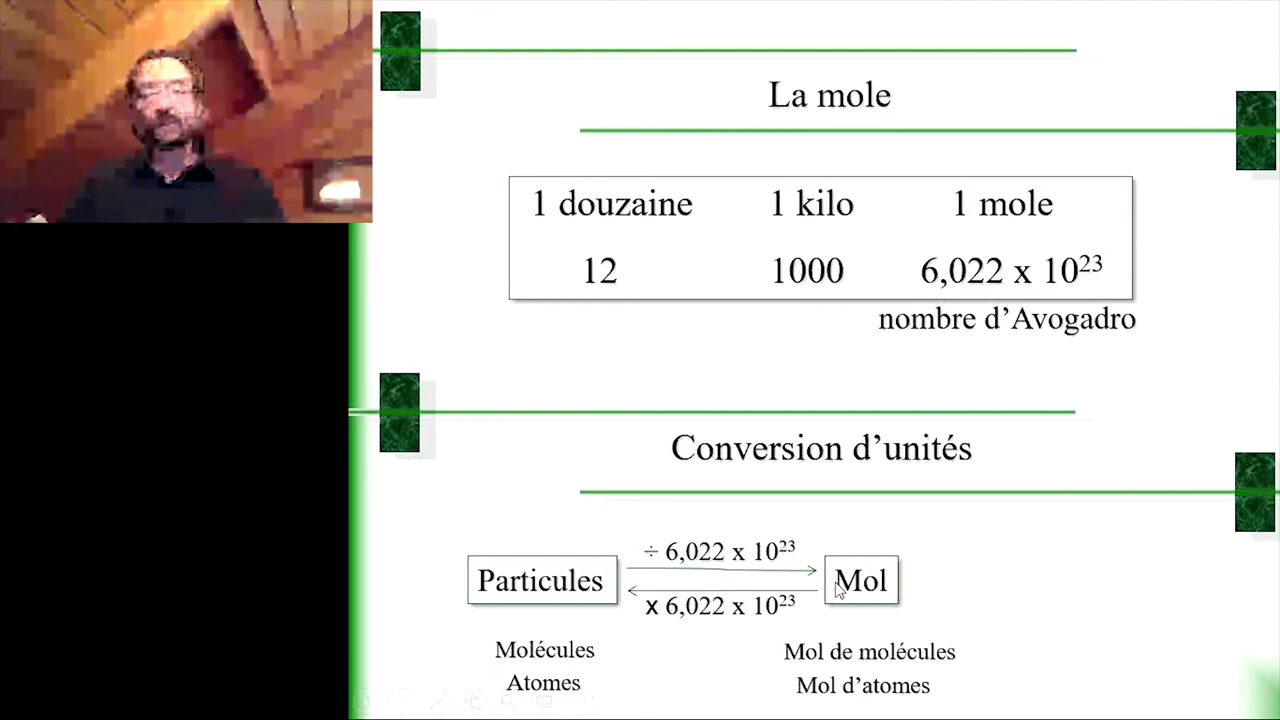 La mole
1 douzaine 1 kilo 1 mole
12 1000 6,022 x 10²³
nombre d’Avogadro
Conversion d’unités
÷ 6,022 x 10²³
Particules Mol
x 6,022 x 10²³
Molécules Mol de molécules
Atomes Mol d’atomes